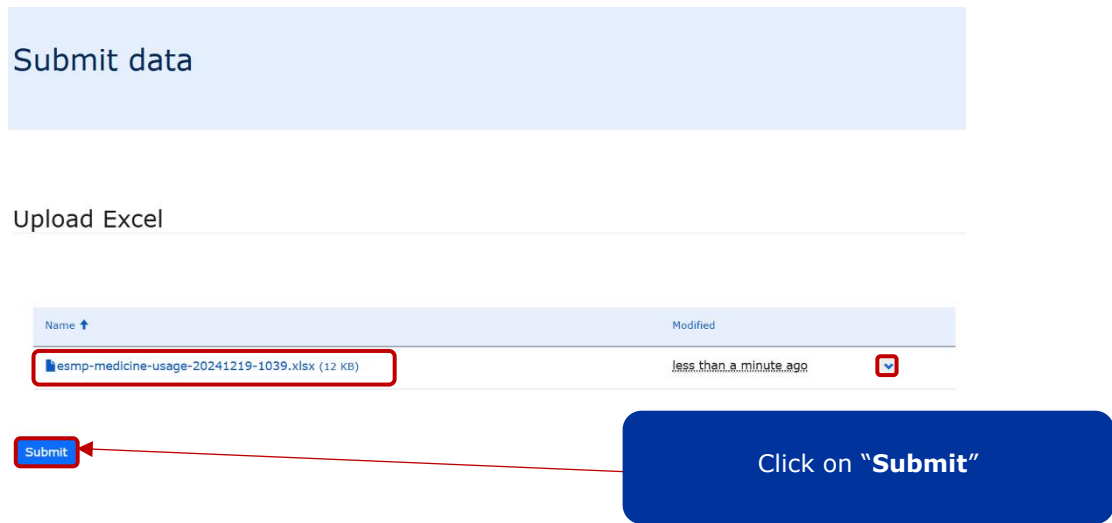 Submit data
Upload Excel
Name ↑ Modified
esmp-medicine-usage-20241219-1039.xlsx (12 KB) less than a minute ago
Submit
Click on “Submit”